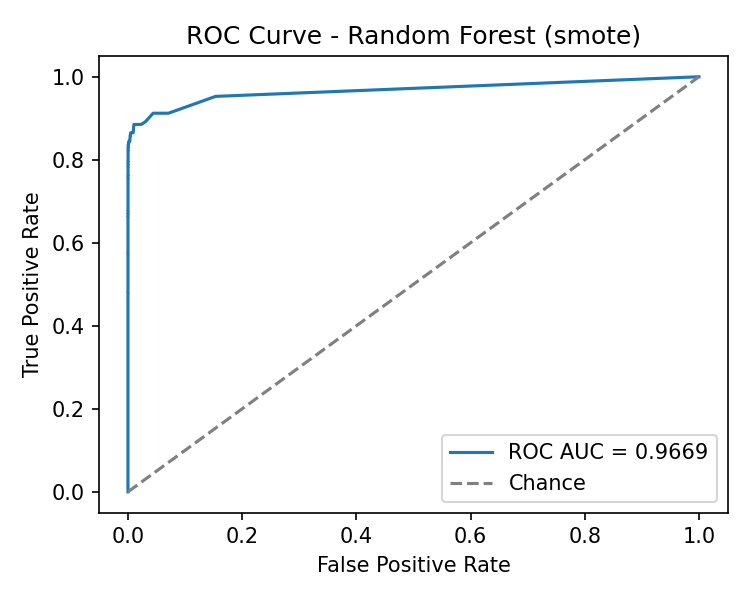 ROC Curve - Random Forest (smote)
1.0
0.8
0.6
0.4
0.2
0.0
True Positive Rate
ROC AUC = 0.9669
Chance
0.0 0.2 0.4 0.6 0.8 1.0
False Positive Rate